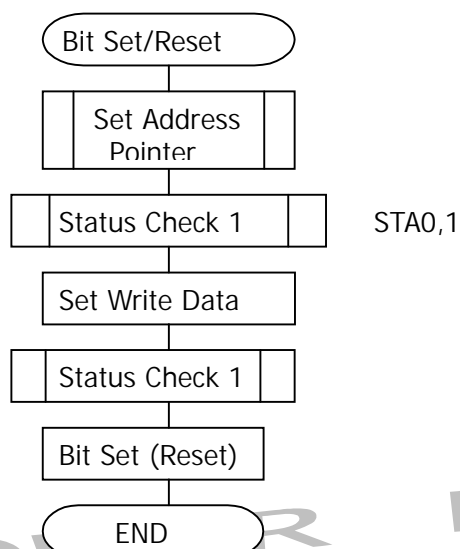 Bit Set/Reset
Set Address
Pointer
Status Check 1 STA0,1
Set Write Data
Status Check 1
Bit Set (Reset)
END